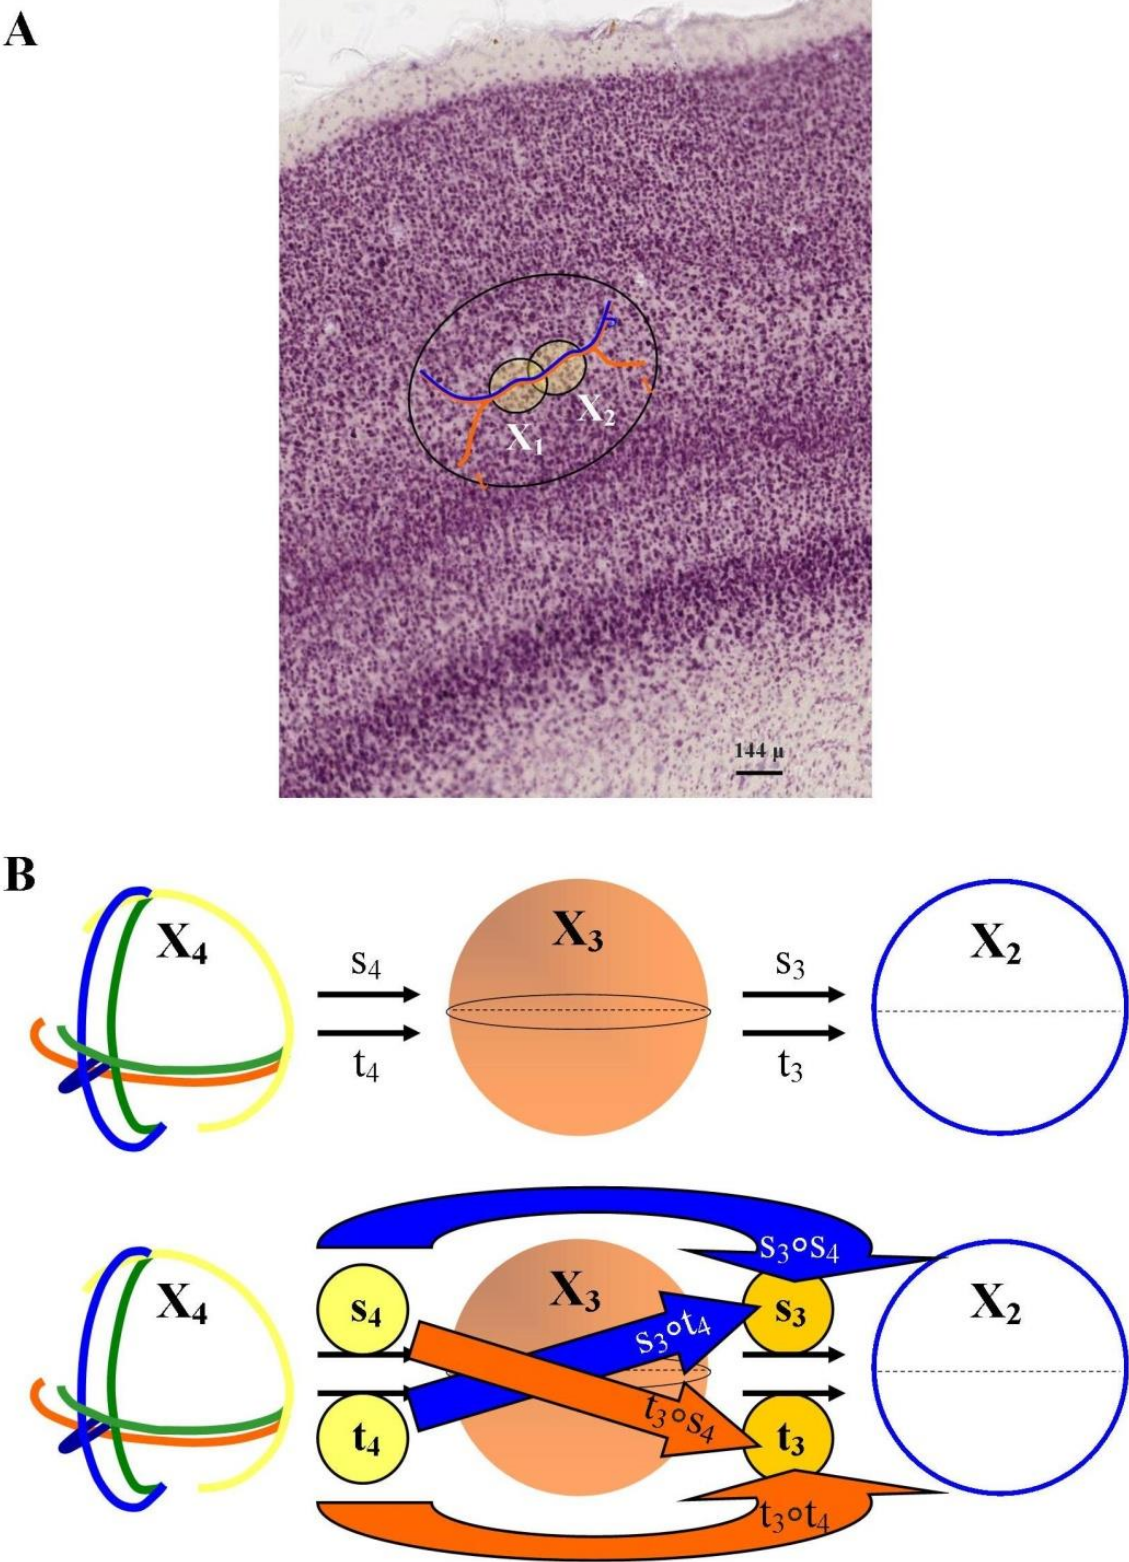 A
X₁
X₂
144 μ
B
X₄
s₄
t₄
X₃
s₃
t₃
X₂
s₃∘s₄
X₄
s₄
t₄
X₃
s₃∘t₄
t₃∘s₄
s₃
t₃
X₂
t₃∘t₄